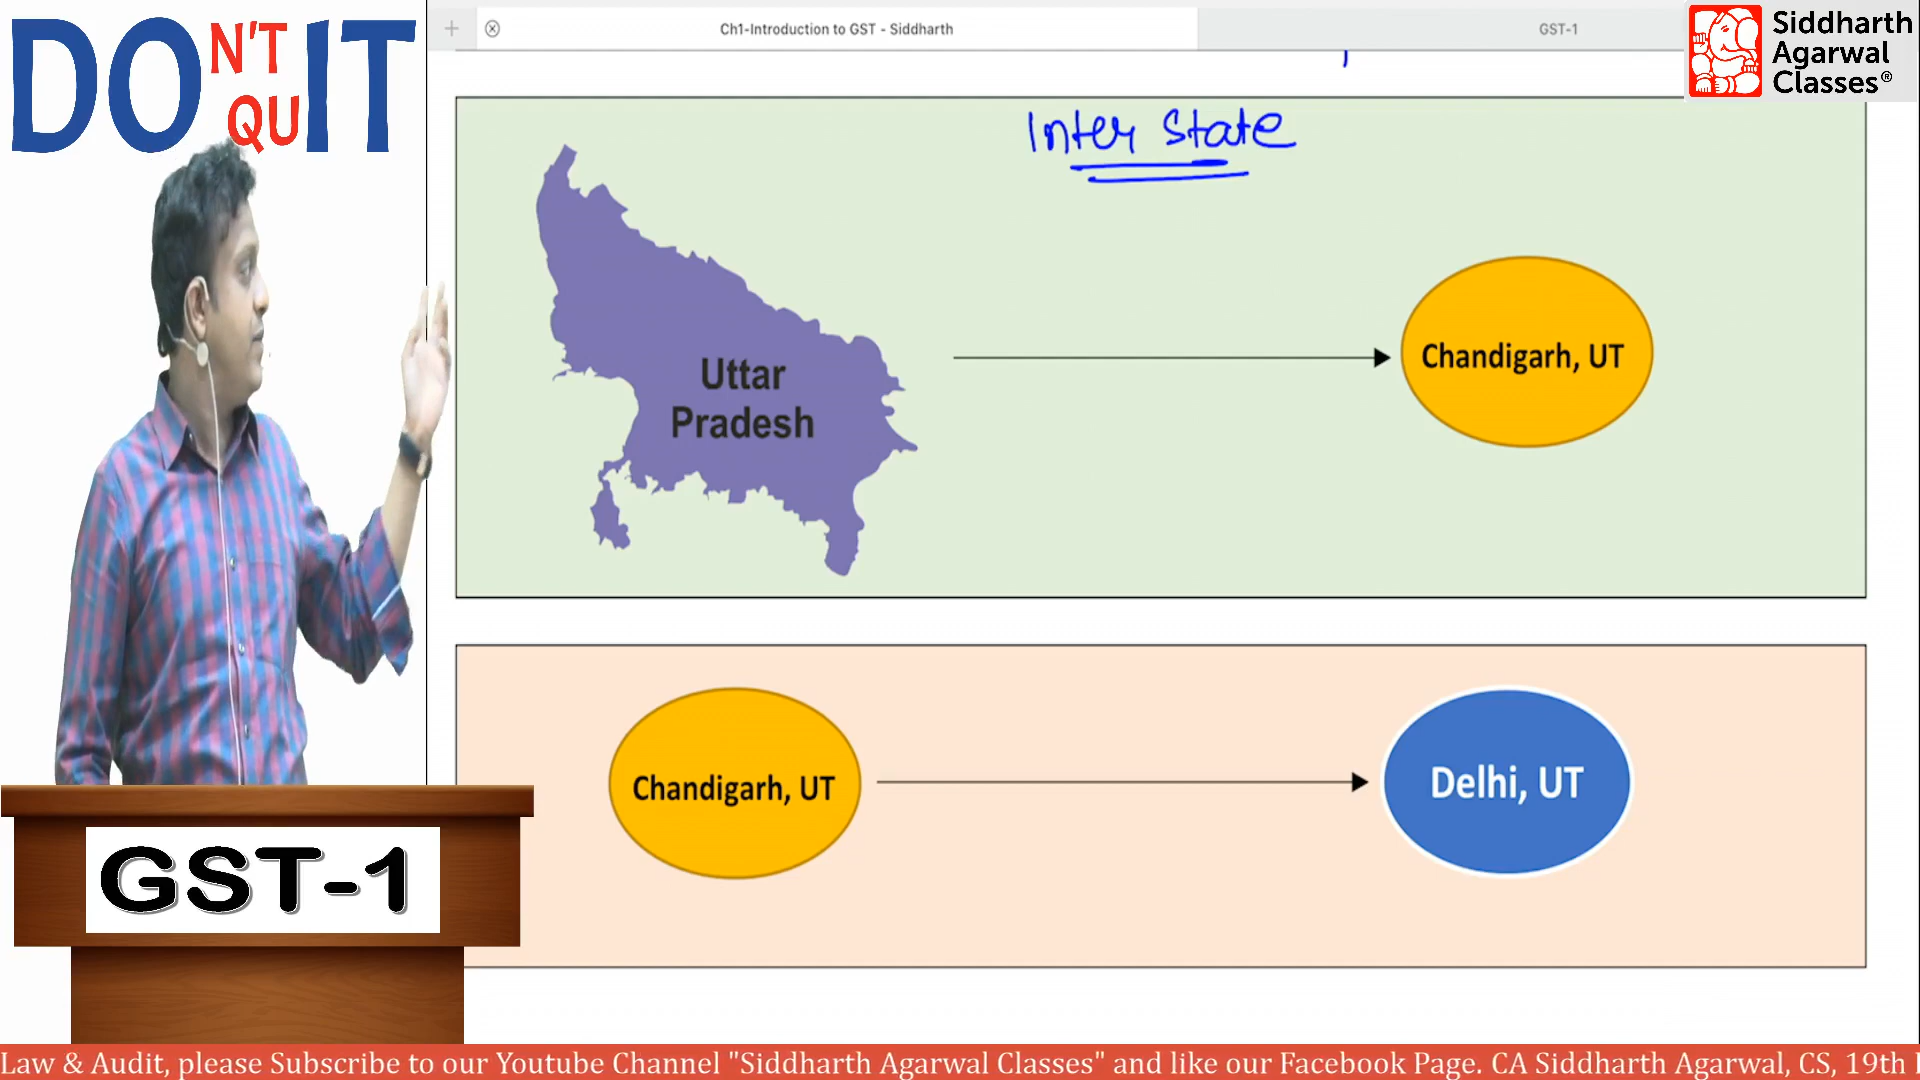 DON'T QUIT
Ch1-Introduction to GST - Siddharth
GST-1
Siddharth
Agarwal
Classes®
Inter State
Uttar
Pradesh
Chandigarh, UT
Chandigarh, UT
Delhi, UT
GST-1
Law & Audit, please Subscribe to our Youtube Channel "Siddharth Agarwal Classes" and like our Facebook Page. CA Siddharth Agarwal, CS, 19th